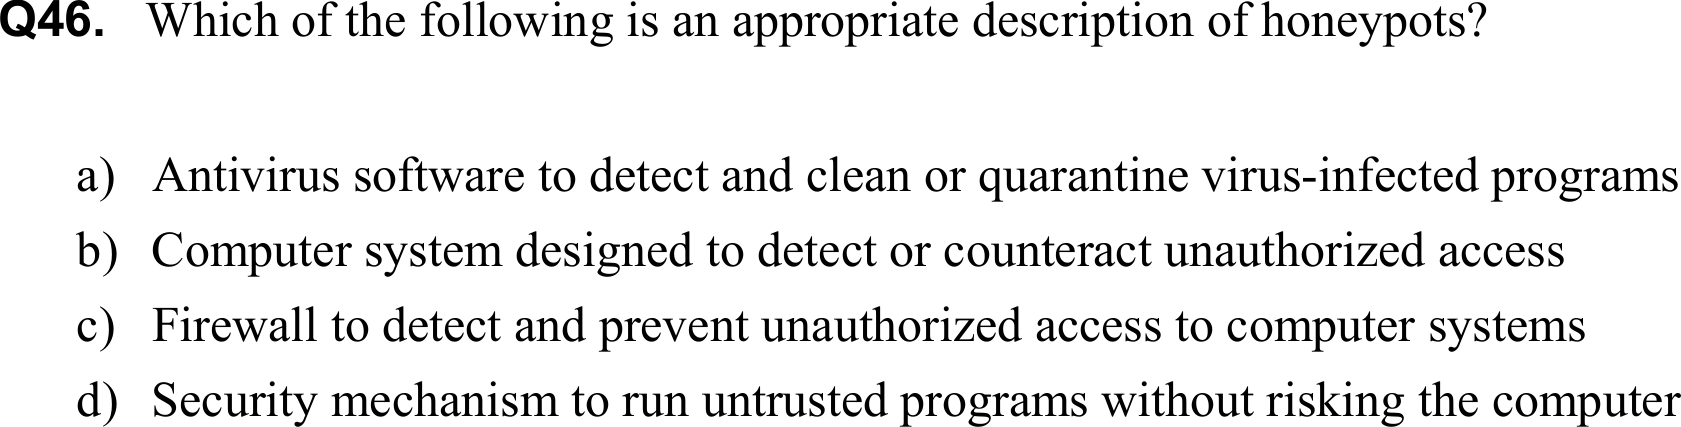 Q46. Which of the following is an appropriate description of honeypots?
a) Antivirus software to detect and clean or quarantine virus-infected programs
b) Computer system designed to detect or counteract unauthorized access
c) Firewall to detect and prevent unauthorized access to computer systems
d) Security mechanism to run untrusted programs without risking the computer